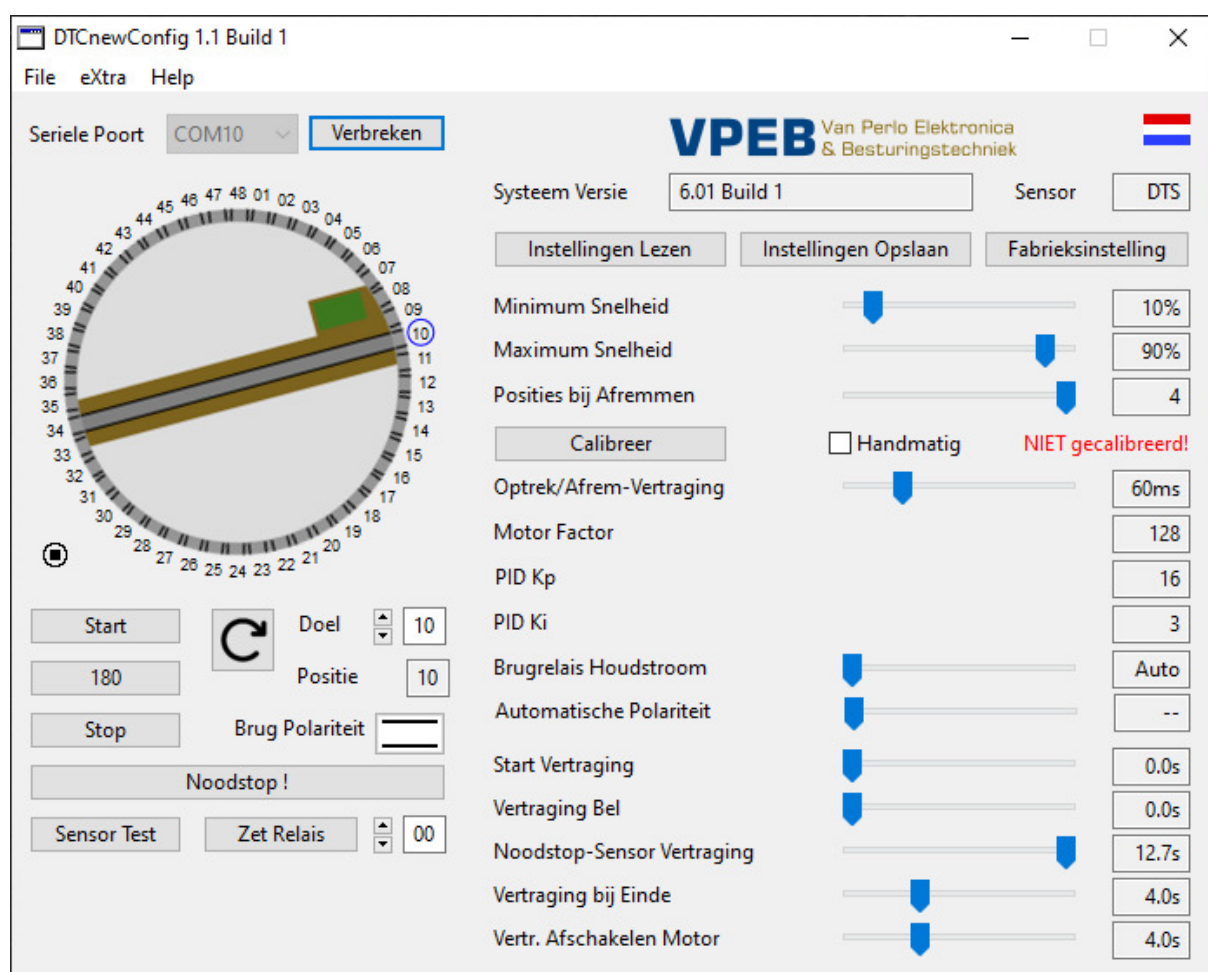 DTCnewConfig 1.1 Build 1
File eXtra Help
Seriele Poort COM10 Verbreken
VPEB Van Perlo Elektronica
& Besturingstechniek
Systeem Versie 6.01 Build 1 Sensor DTS
Instellingen Lezen Instellingen Opslaan Fabrieksinstelling
01
02
03
04
05
06
07
08
09
10
11
12
13
14
15
16
17
18
19
20
21
22
23
24
25
26
27
28
29
30
31
32
33
34
35
36
37
38
39
40
41
42
43
44
45
46
47
48
Start
Doel 10
180
Positie 10
Stop
Brug Polariteit
Noodstop !
Sensor Test Zet Relais 00
Minimum Snelheid 10%
Maximum Snelheid 90%
Posities bij Afremmen 4
Calibreer Handmatig NIET gecalibreerd!
Optrek/Afrem-Vertraging 60ms
Motor Factor 128
PID Kp 16
PID Ki 3
Brugrelais Houdstroom Auto
Automatische Polariteit --
Start Vertraging 0.0s
Vertraging Bel 0.0s
Noodstop-Sensor Vertraging 12.7s
Vertraging bij Einde 4.0s
Vertr. Afschakelen Motor 4.0s